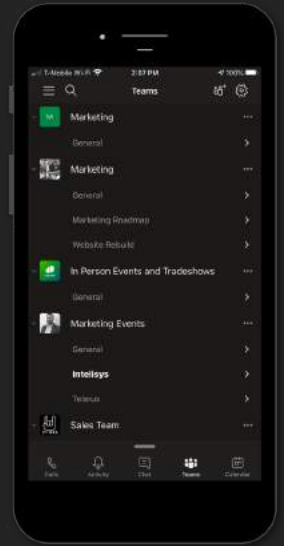 T-Mobile Wi-Fi 2:07 PM 100%
Teams
M Marketing
General
Marketing
General
Marketing Roadmap
Website Rebuild
In Person Events and Tradeshows
General
Marketing Events
General
Intelisys
Telarus
Sales Team
Calls Activity Chat Teams Calendar